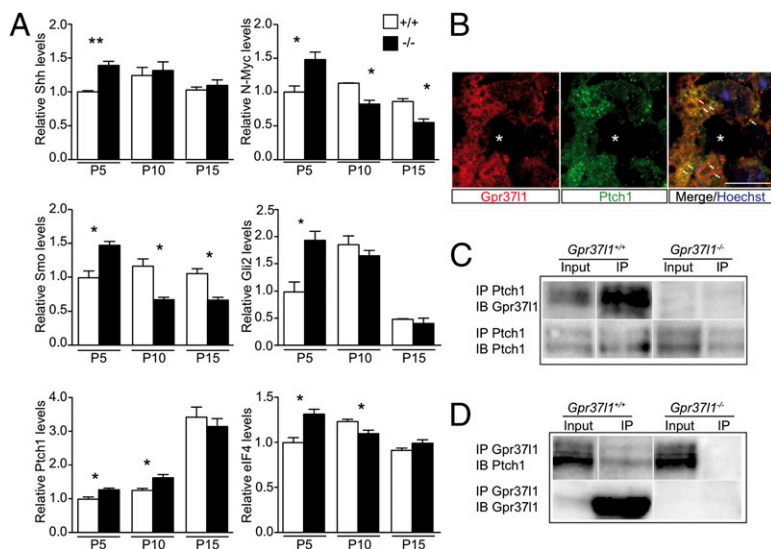 A
Relative Shh levels
2.0
1.5
1.0
0.5
0
**
P5 P10 P15
Relative N-Myc levels
2.0
1.5
1.0
0.5
0
* * *
P5 P10 P15
+/+
-/-
Relative Smo levels
2.0
1.5
1.0
0.5
0
* * *
P5 P10 P15
Relative Gli2 levels
2.5
2.0
1.5
1.0
0.5
0
*
P5 P10 P15
Relative Ptch1 levels
4.0
3.0
2.0
1.0
0
* *
P5 P10 P15
Relative eIF4 levels
1.5
1.0
0.5
0
* *
P5 P10 P15
B
* * *
Gpr37l1 Ptch1 Merge/Hoechst
C
Gpr37l1+/+ Gpr37l1-/-
Input IP Input IP
IP Ptch1
IB Gpr37l1
IP Ptch1
IB Ptch1
D
Gpr37l1+/+ Gpr37l1-/-
Input IP Input IP
IP Gpr37l1
IB Ptch1
IP Gpr37l1
IB Gpr37l1